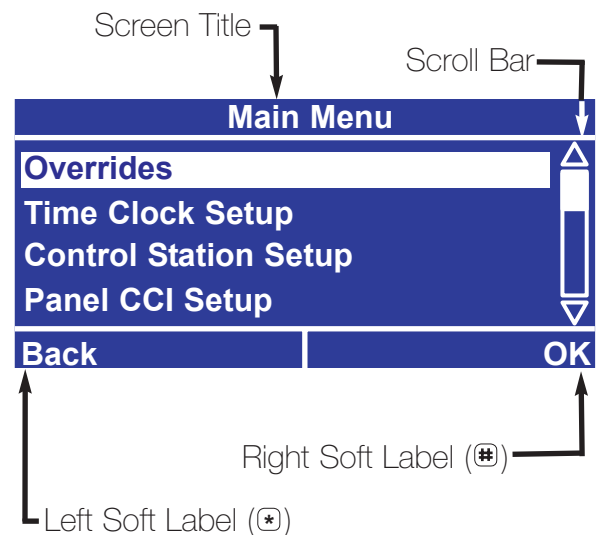 Screen Title
Scroll Bar
Main Menu
Overrides
Time Clock Setup
Control Station Setup
Panel CCI Setup
Back
OK
Right Soft Label (#)
Left Soft Label (*)